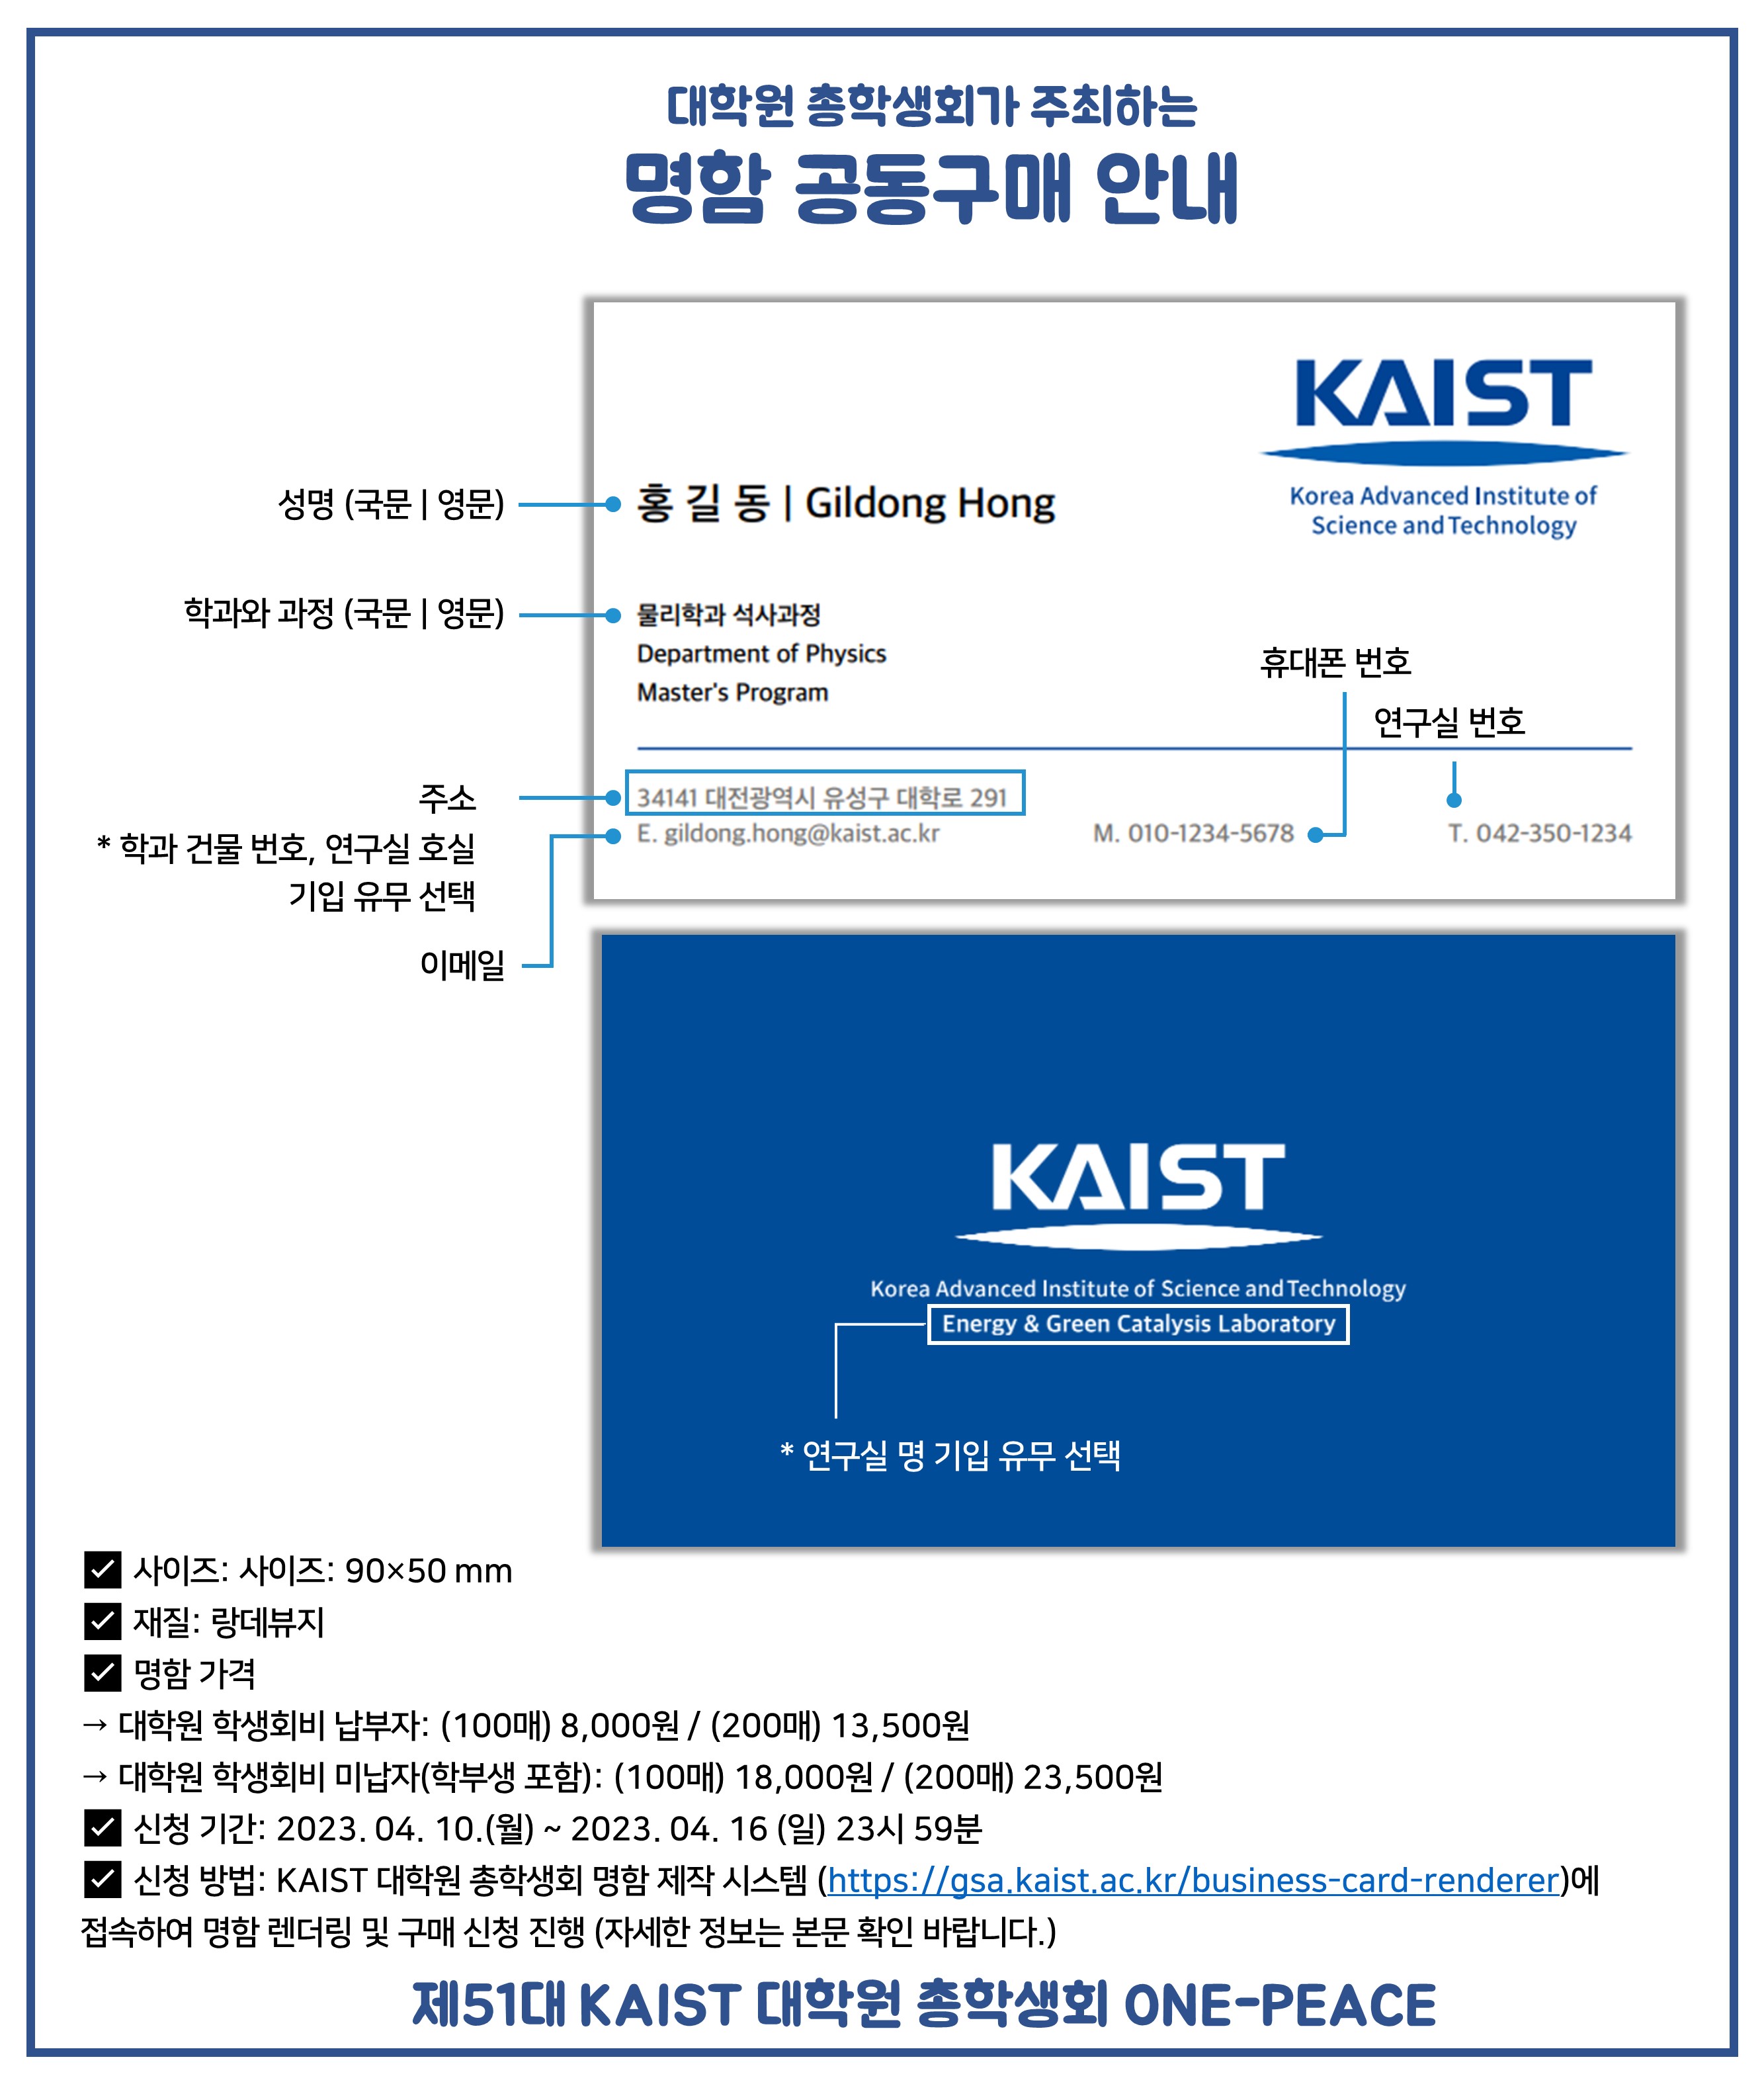 대학원 총학생회가 주최하는
명함 공동구매 안내
KAIST
Korea Advanced Institute of
Science and Technology
성명 (국문 | 영문)
홍 길 동 | Gildong Hong
학과와 과정 (국문 | 영문)
물리학과 석사과정
Department of Physics
Master's Program
휴대폰 번호
연구실 번호
주소
34141 대전광역시 유성구 대학로 291
* 학과 건물 번호, 연구실 호실
기입 유무 선택
E. gildong.hong@kaist.ac.kr M. 010-1234-5678 T. 042-350-1234
이메일
KAIST
Korea Advanced Institute of Science and Technology
Energy & Green Catalysis Laboratory
* 연구실 명 기입 유무 선택
사이즈: 사이즈: 90×50 mm
재질: 랑데뷰지
명함 가격
→ 대학원 학생회비 납부자: (100매) 8,000원 / (200매) 13,500원
→ 대학원 학생회비 미납자(학부생 포함): (100매) 18,000원 / (200매) 23,500원
신청 기간: 2023. 04. 10.(월) ~ 2023. 04. 16 (일) 23시 59분
신청 방법: KAIST 대학원 총학생회 명함 제작 시스템 (https://gsa.kaist.ac.kr/business-card-renderer)에
접속하여 명함 렌더링 및 구매 신청 진행 (자세한 정보는 본문 확인 바랍니다.)
제51대 KAIST 대학원 총학생회 ONE-PEACE